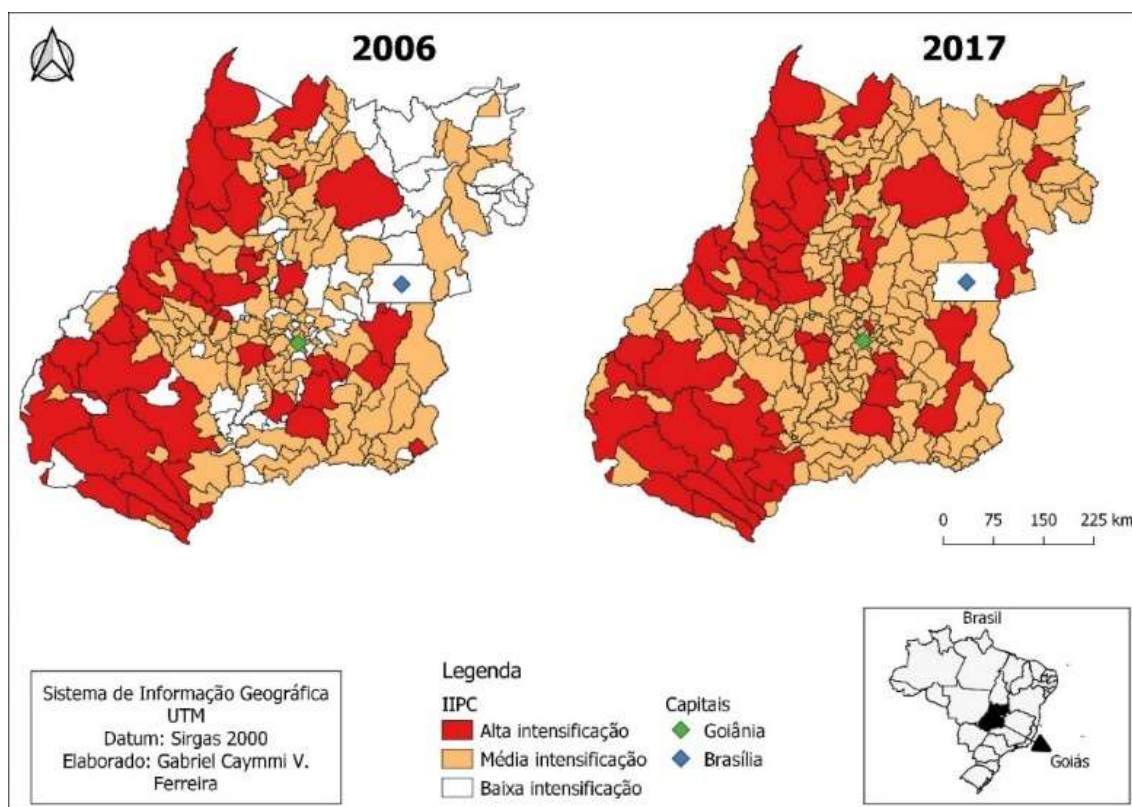 2006
2017
0 75 150 225 km
Sistema de Informação Geográfica
UTM
Datum: Sirgas 2000
Elaborado: Gabriel Caymmi V.
Ferreira
Legenda
IIPC
Alta intensificação
Média intensificação
Baixa intensificação
Capitais
Goiânia
Brasília
Brasil
Goiás